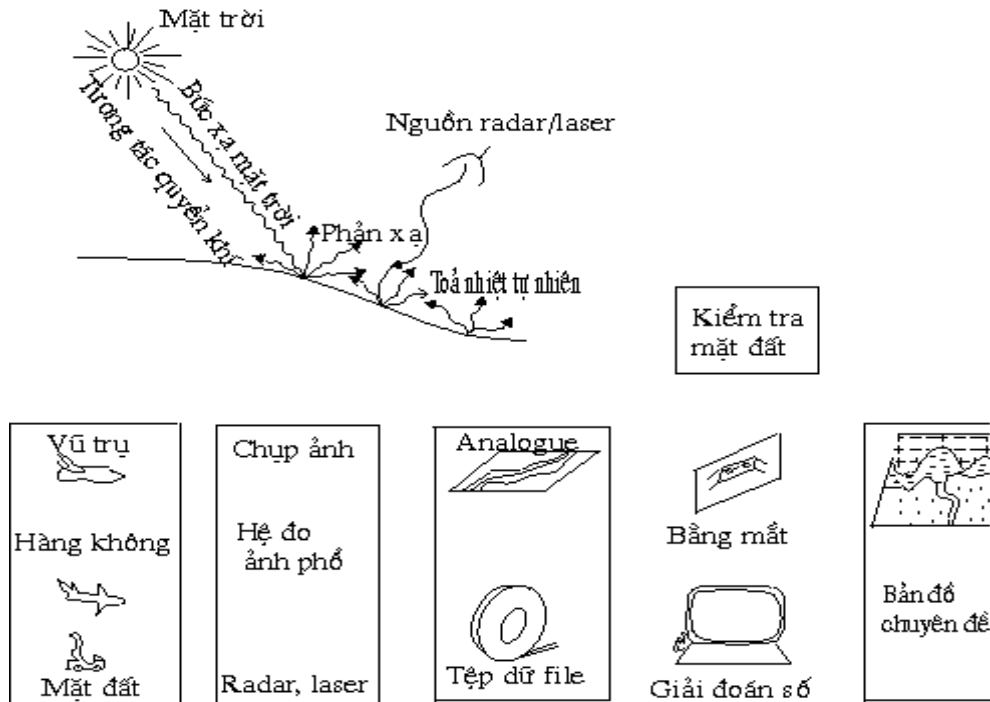 Mặt trời
Bức xạ mặt trời
Tương tác quyển khí
Nguồn radar/laser
Phản xạ
Toả nhiệt tự nhiên
Kiểm tra
mặt đất
Vũ trụ
Hàng không
Mặt đất
Chụp ảnh
Hệ đo
ảnh phổ
Radar, laser
Analogue
Tệp dữ file
Bằng mắt
Giải đoán số
Bản đồ
chuyên đề